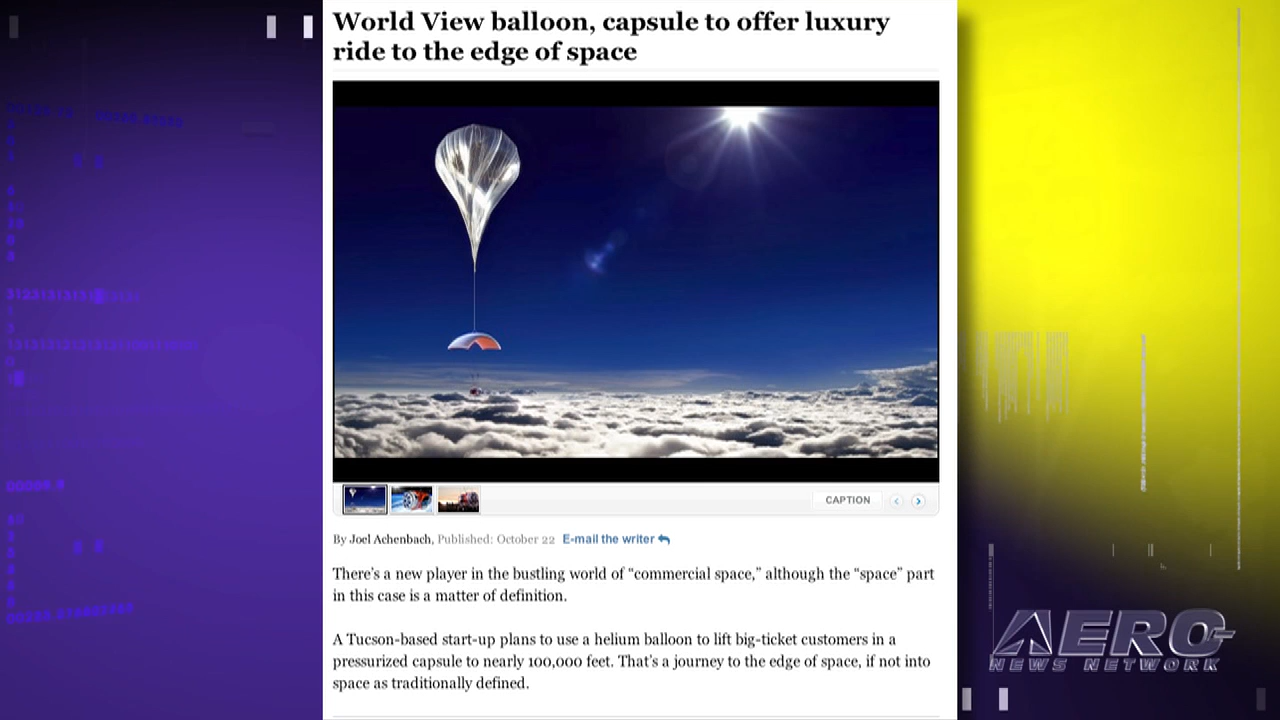 World View balloon, capsule to offer luxury
ride to the edge of space
CAPTION
By Joel Achenbach, Published: October 22 E-mail the writer
There's a new player in the bustling world of “commercial space,” although the “space” part
in this case is a matter of definition.
A Tucson-based start-up plans to use a helium balloon to lift big-ticket customers in a
pressurized capsule to nearly 100,000 feet. That's a journey to the edge of space, if not into
space as traditionally defined.
AERO-
NEWS NETWORK